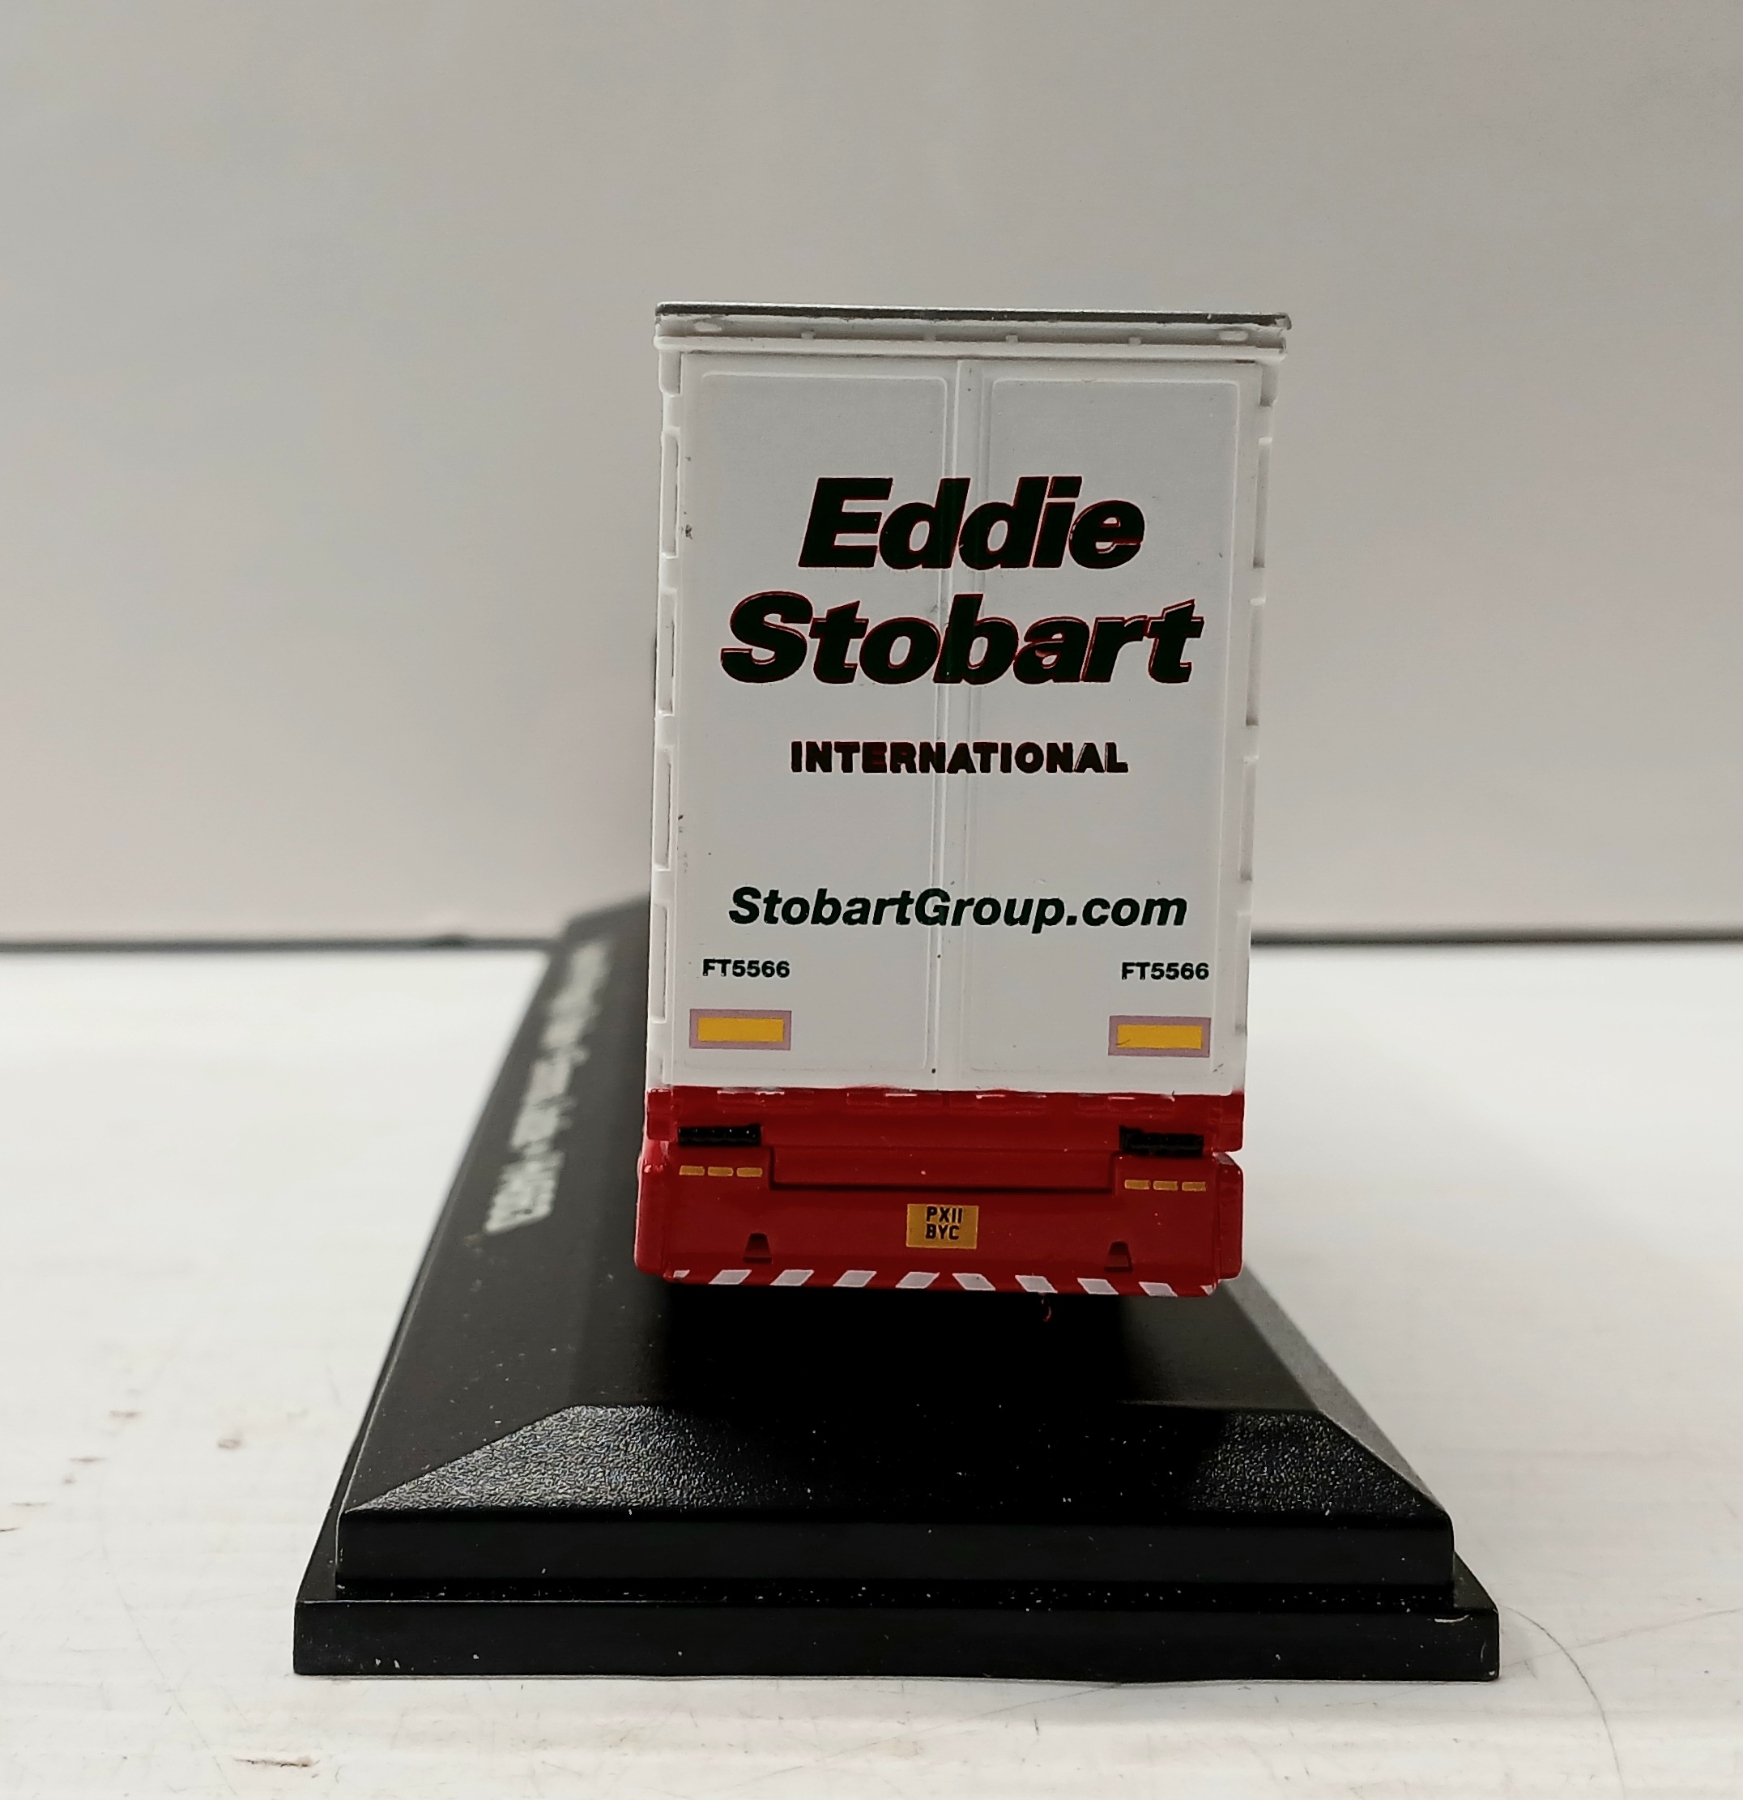 Eddie
Stobart
INTERNATIONAL
StobartGroup.com
FT5566 FT5566
PX11
BYC